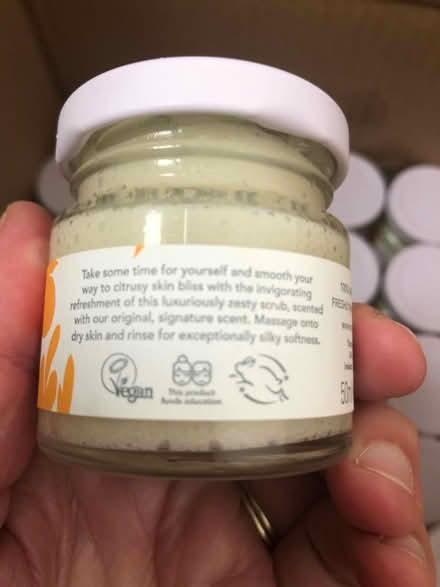 Take some time for yourself and smooth your
way to citrusy skin bliss with the invigorating
refreshment of this luxuriously zesty scrub, scented
with our original, signature scent. Massage onto
dry skin and rinse for exceptionally silky softness.
Vegan
This product
funds education